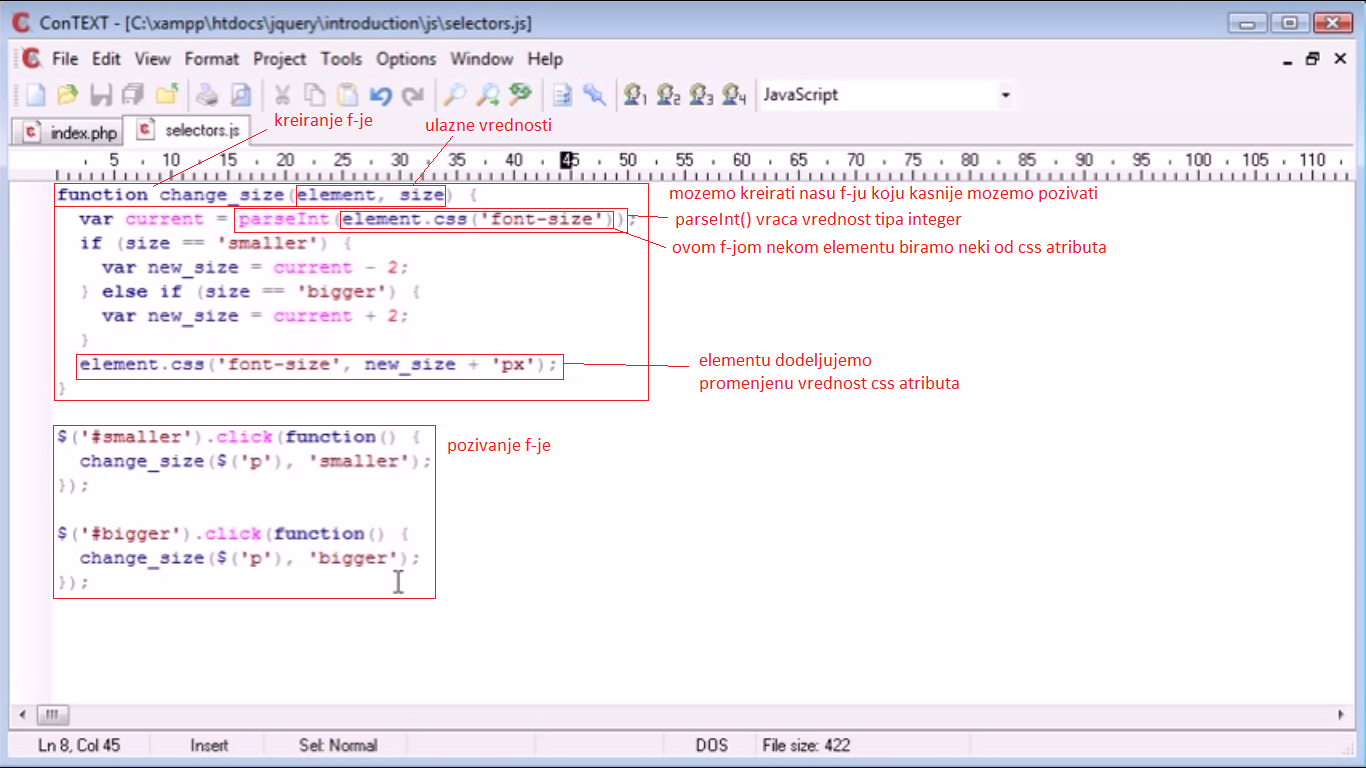 ConTEXT - [C:\xampp\htdocs\jquery\introduction\js\selectors.js]
File Edit View Format Project Tools Options Window Help
1 2 3 4 JavaScript
index.php selectors.js
kreiranje f-je
ulazne vrednosti
5 10 15 20 25 30 35 40 45 50 55 60 65 70 75 80 85 90 95 100 105 110
function change_size(element, size) {
mozemo kreirati nasu f-ju koju kasnije mozemo pozivati
var current = parseInt(element.css('font-size'));
parseInt() vraca vrednost tipa integer
if (size == 'smaller') {
ovom f-jom nekom elementu biramo neki od css atributa
var new_size = current - 2;
} else if (size == 'bigger') {
var new_size = current + 2;
}
element.css('font-size', new_size + 'px');
elementu dodeljujemo
promenjenu vrednost css atributa
}
$('#smaller').click(function() {
pozivanje f-je
change_size($('p'), 'smaller');
});
$('#bigger').click(function() {
change_size($('p'), 'bigger');
});
Ln 8, Col 45 Insert Sel: Normal DOS File size: 422